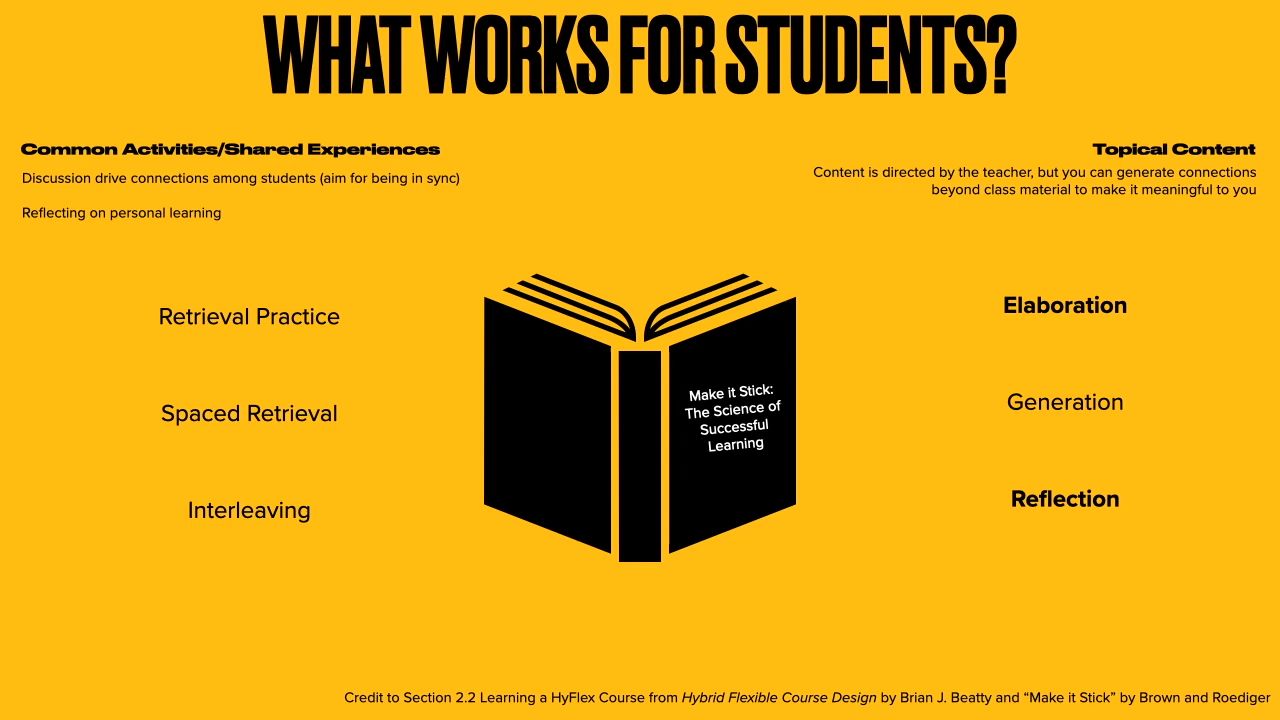 WHAT WORKS FOR STUDENTS?
Common Activities/Shared Experiences
Discussion drive connections among students (aim for being in sync)
Reflecting on personal learning
Topical Content
Content is directed by the teacher, but you can generate connections
beyond class material to make it meaningful to you
Retrieval Practice
Spaced Retrieval
Interleaving
Make it Stick:
The Science of
Successful
Learning
Elaboration
Generation
Reflection
Credit to Section 2.2 Learning a HyFlex Course from Hybrid Flexible Course Design by Brian J. Beatty and “Make it Stick” by Brown and Roediger